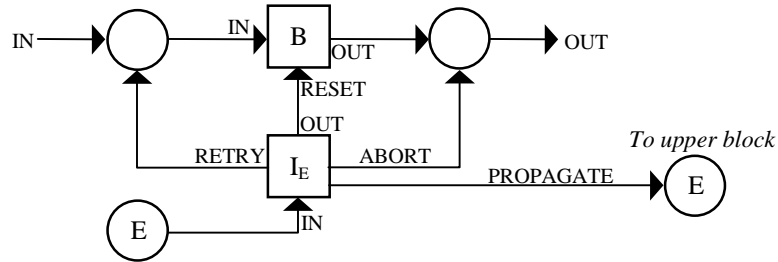 IN
IN
B
OUT
OUT
RESET
OUT
To upper block
RETRY
I_E
ABORT
PROPAGATE
E
E
IN